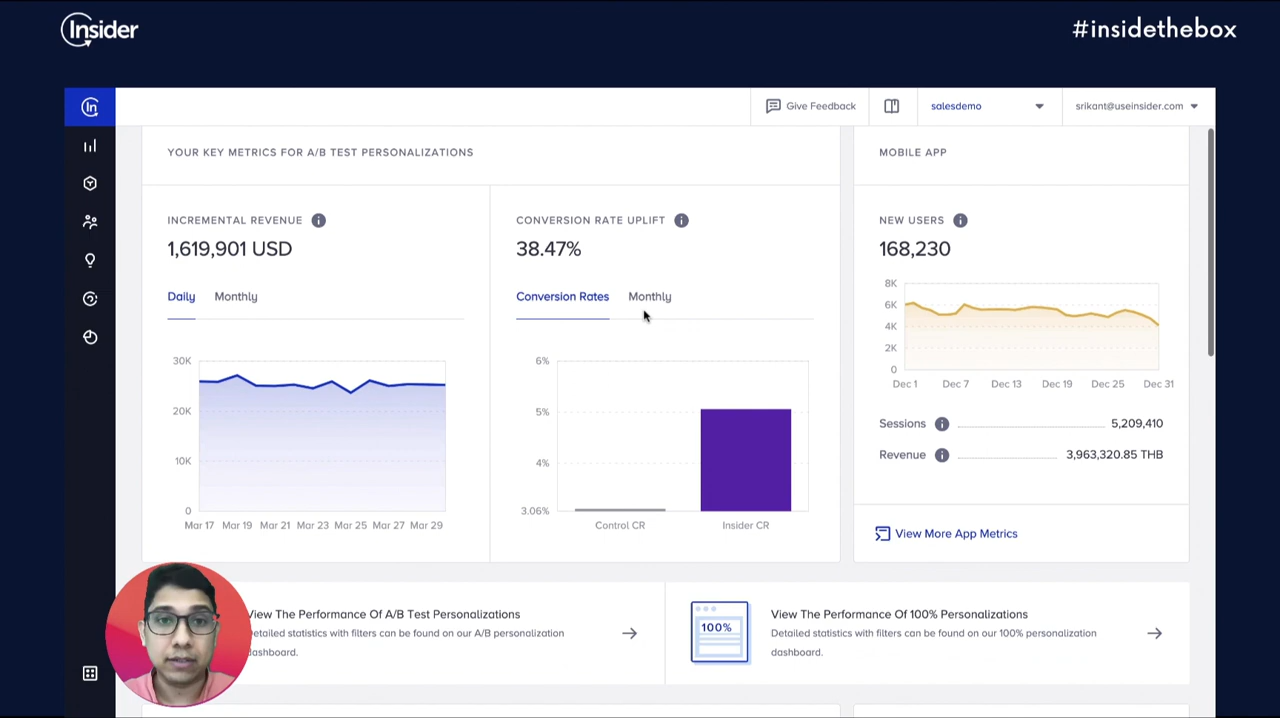 Insider
#insidethebox
In
Give Feedback
salesdemo
srikant@useinsider.com
YOUR KEY METRICS FOR A/B TEST PERSONALIZATIONS
MOBILE APP
INCREMENTAL REVENUE
1,619,901 USD
Daily
Monthly
30K
20K
10K
0
Mar 17 Mar 19 Mar 21 Mar 23 Mar 25 Mar 27 Mar 29
CONVERSION RATE UPLIFT
38.47%
Conversion Rates
Monthly
6%
5%
4%
3.06%
Control CR
Insider CR
NEW USERS
168,230
8K
6K
4K
2K
0
Dec 1 Dec 7 Dec 13 Dec 19 Dec 25 Dec 31
Sessions 5,209,410
Revenue 3,963,320.85 THB
View More App Metrics
View The Performance Of A/B Test Personalizations
etailed statistics with filters can be found on our A/B personalization
ashboard.
100%
View The Performance Of 100% Personalizations
Detailed statistics with filters can be found on our 100% personalization
dashboard.